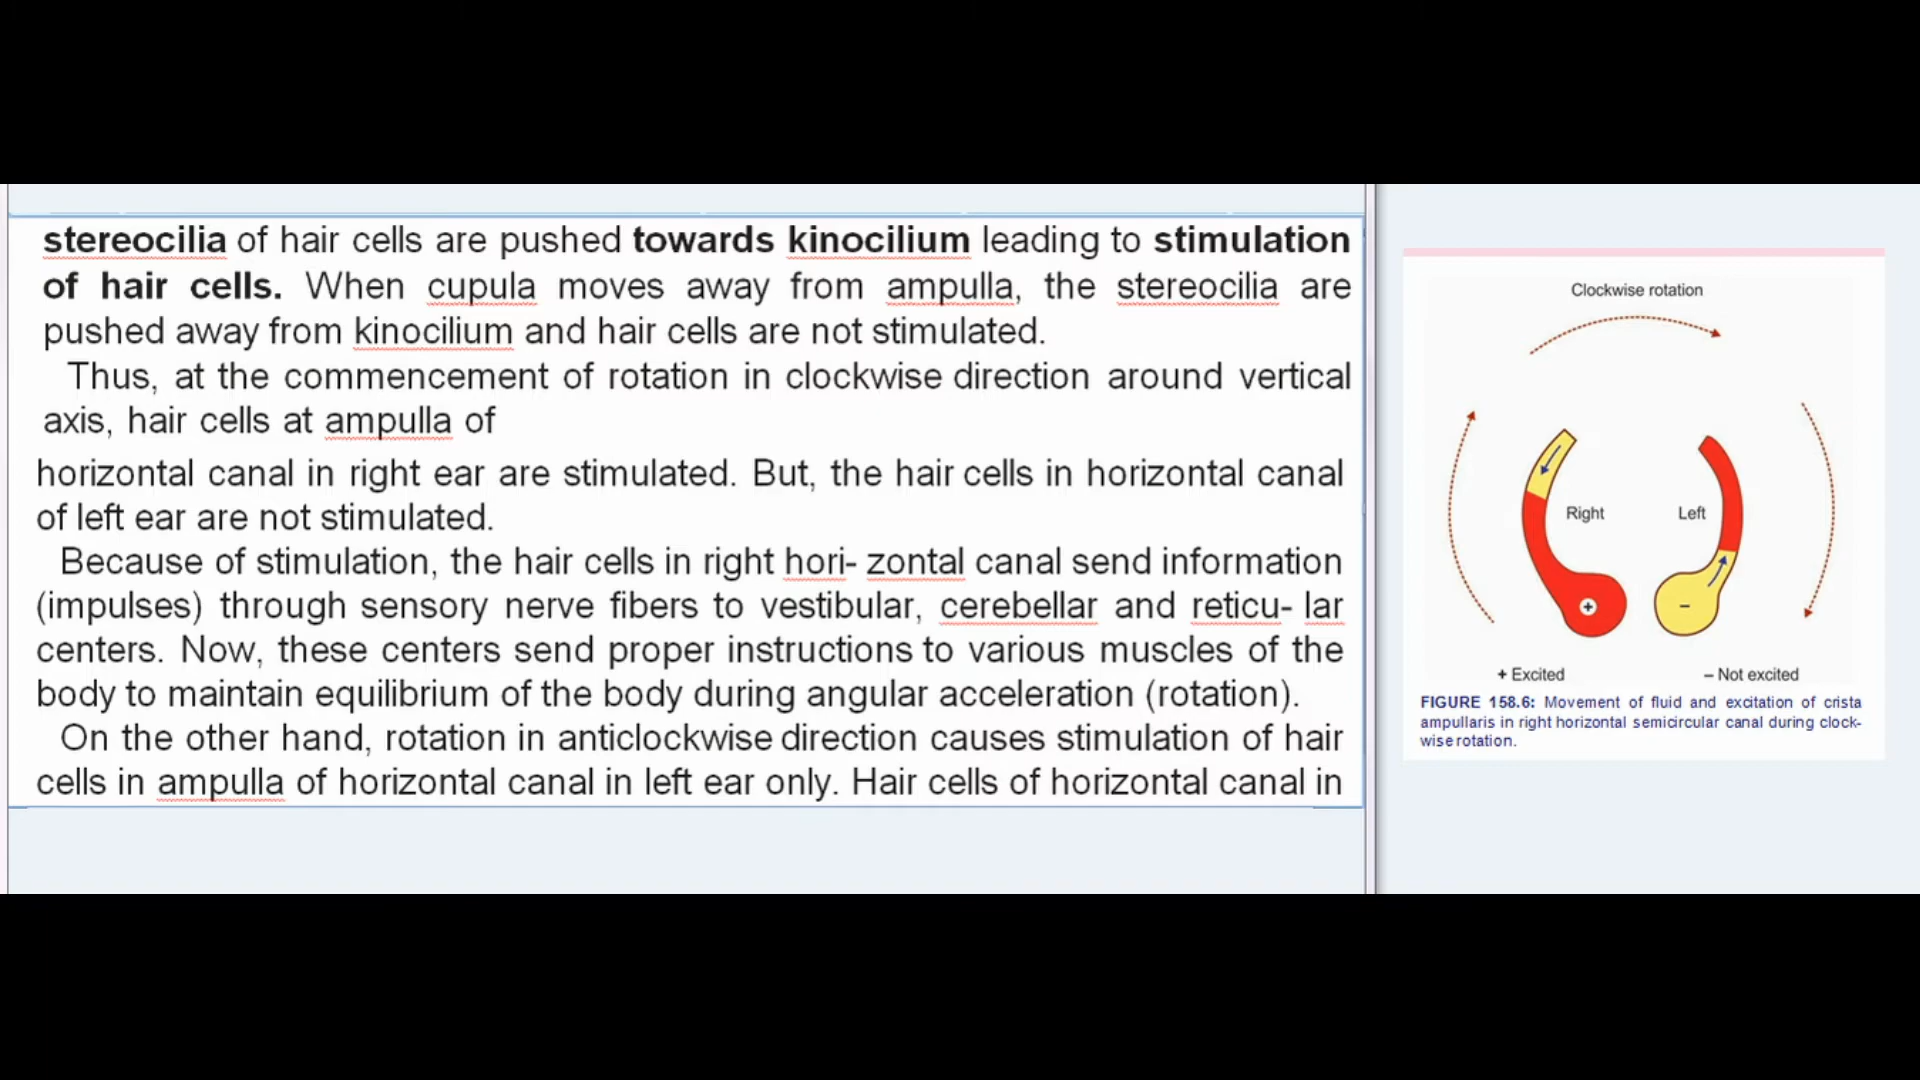 stereocilia of hair cells are pushed towards kinocilium leading to stimulation
of hair cells. When cupula moves away from ampulla, the stereocilia are
pushed away from kinocilium and hair cells are not stimulated.
Thus, at the commencement of rotation in clockwise direction around vertical
axis, hair cells at ampulla of
horizontal canal in right ear are stimulated. But, the hair cells in horizontal canal
of left ear are not stimulated.
Because of stimulation, the hair cells in right hori- zontal canal send information
(impulses) through sensory nerve fibers to vestibular, cerebellar and reticu- lar
centers. Now, these centers send proper instructions to various muscles of the
body to maintain equilibrium of the body during angular acceleration (rotation).
On the other hand, rotation in anticlockwise direction causes stimulation of hair
cells in ampulla of horizontal canal in left ear only. Hair cells of horizontal canal in
Clockwise rotation
Right
Left
+
−
+ Excited
− Not excited
FIGURE 158.6: Movement of fluid and excitation of crista
ampullaris in right horizontal semicircular canal during clock-
wise rotation.